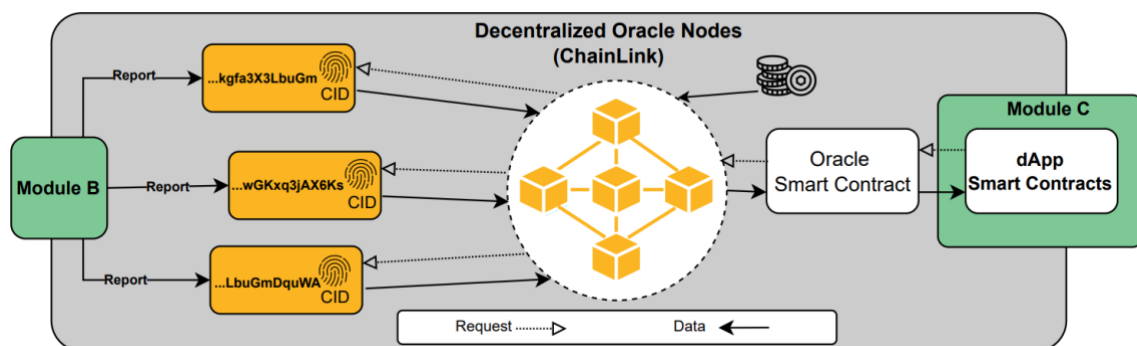 Decentralized Oracle Nodes
(ChainLink)
Report
...kgfa3X3LbuGm
CID
Module B
Report
...wGKxq3jAX6Ks
CID
Report
...LbuGmDquWA
CID
Oracle
Smart Contract
Module C
dApp
Smart Contracts
Request
Data